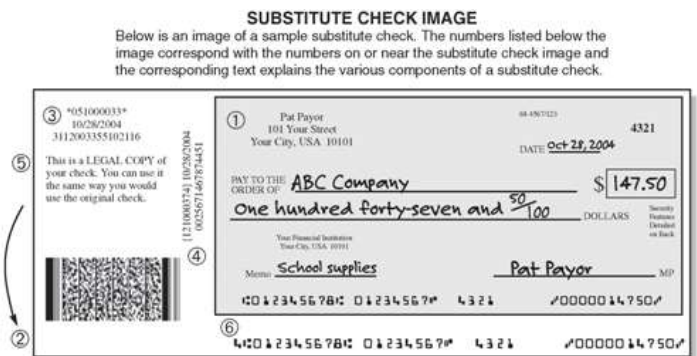 SUBSTITUTE CHECK IMAGE
Below is an image of a sample substitute check. The numbers listed below the
image correspond with the numbers on or near the substitute check image and
the corresponding text explains the various components of a substitute check.
③ *051000033*
10/28/2004
3112003355102116
⑤ This is a LEGAL COPY of
your check. You can use it
the same way you would
use the original check.
②
[121000374] 10/28/2004
0025671467874451
④
① Pat Payor
101 Your Street
Your City, USA 10101
4321
DATE Oct 28, 2004
PAY TO THE
ORDER OF ABC Company $ 147.50
One hundred forty-seven and 50/100 DOLLARS
Security
Features
Detailed
on Back
Your Financial Institution
Your City, USA 10101
Memo School supplies Pat Payor MP
⑆012345678⑆ 01234567⑈ 4321 ⑇0000014750⑇
⑥
4⑆012345678⑆ 01234567⑈ 4321 ⑇0000014750⑇